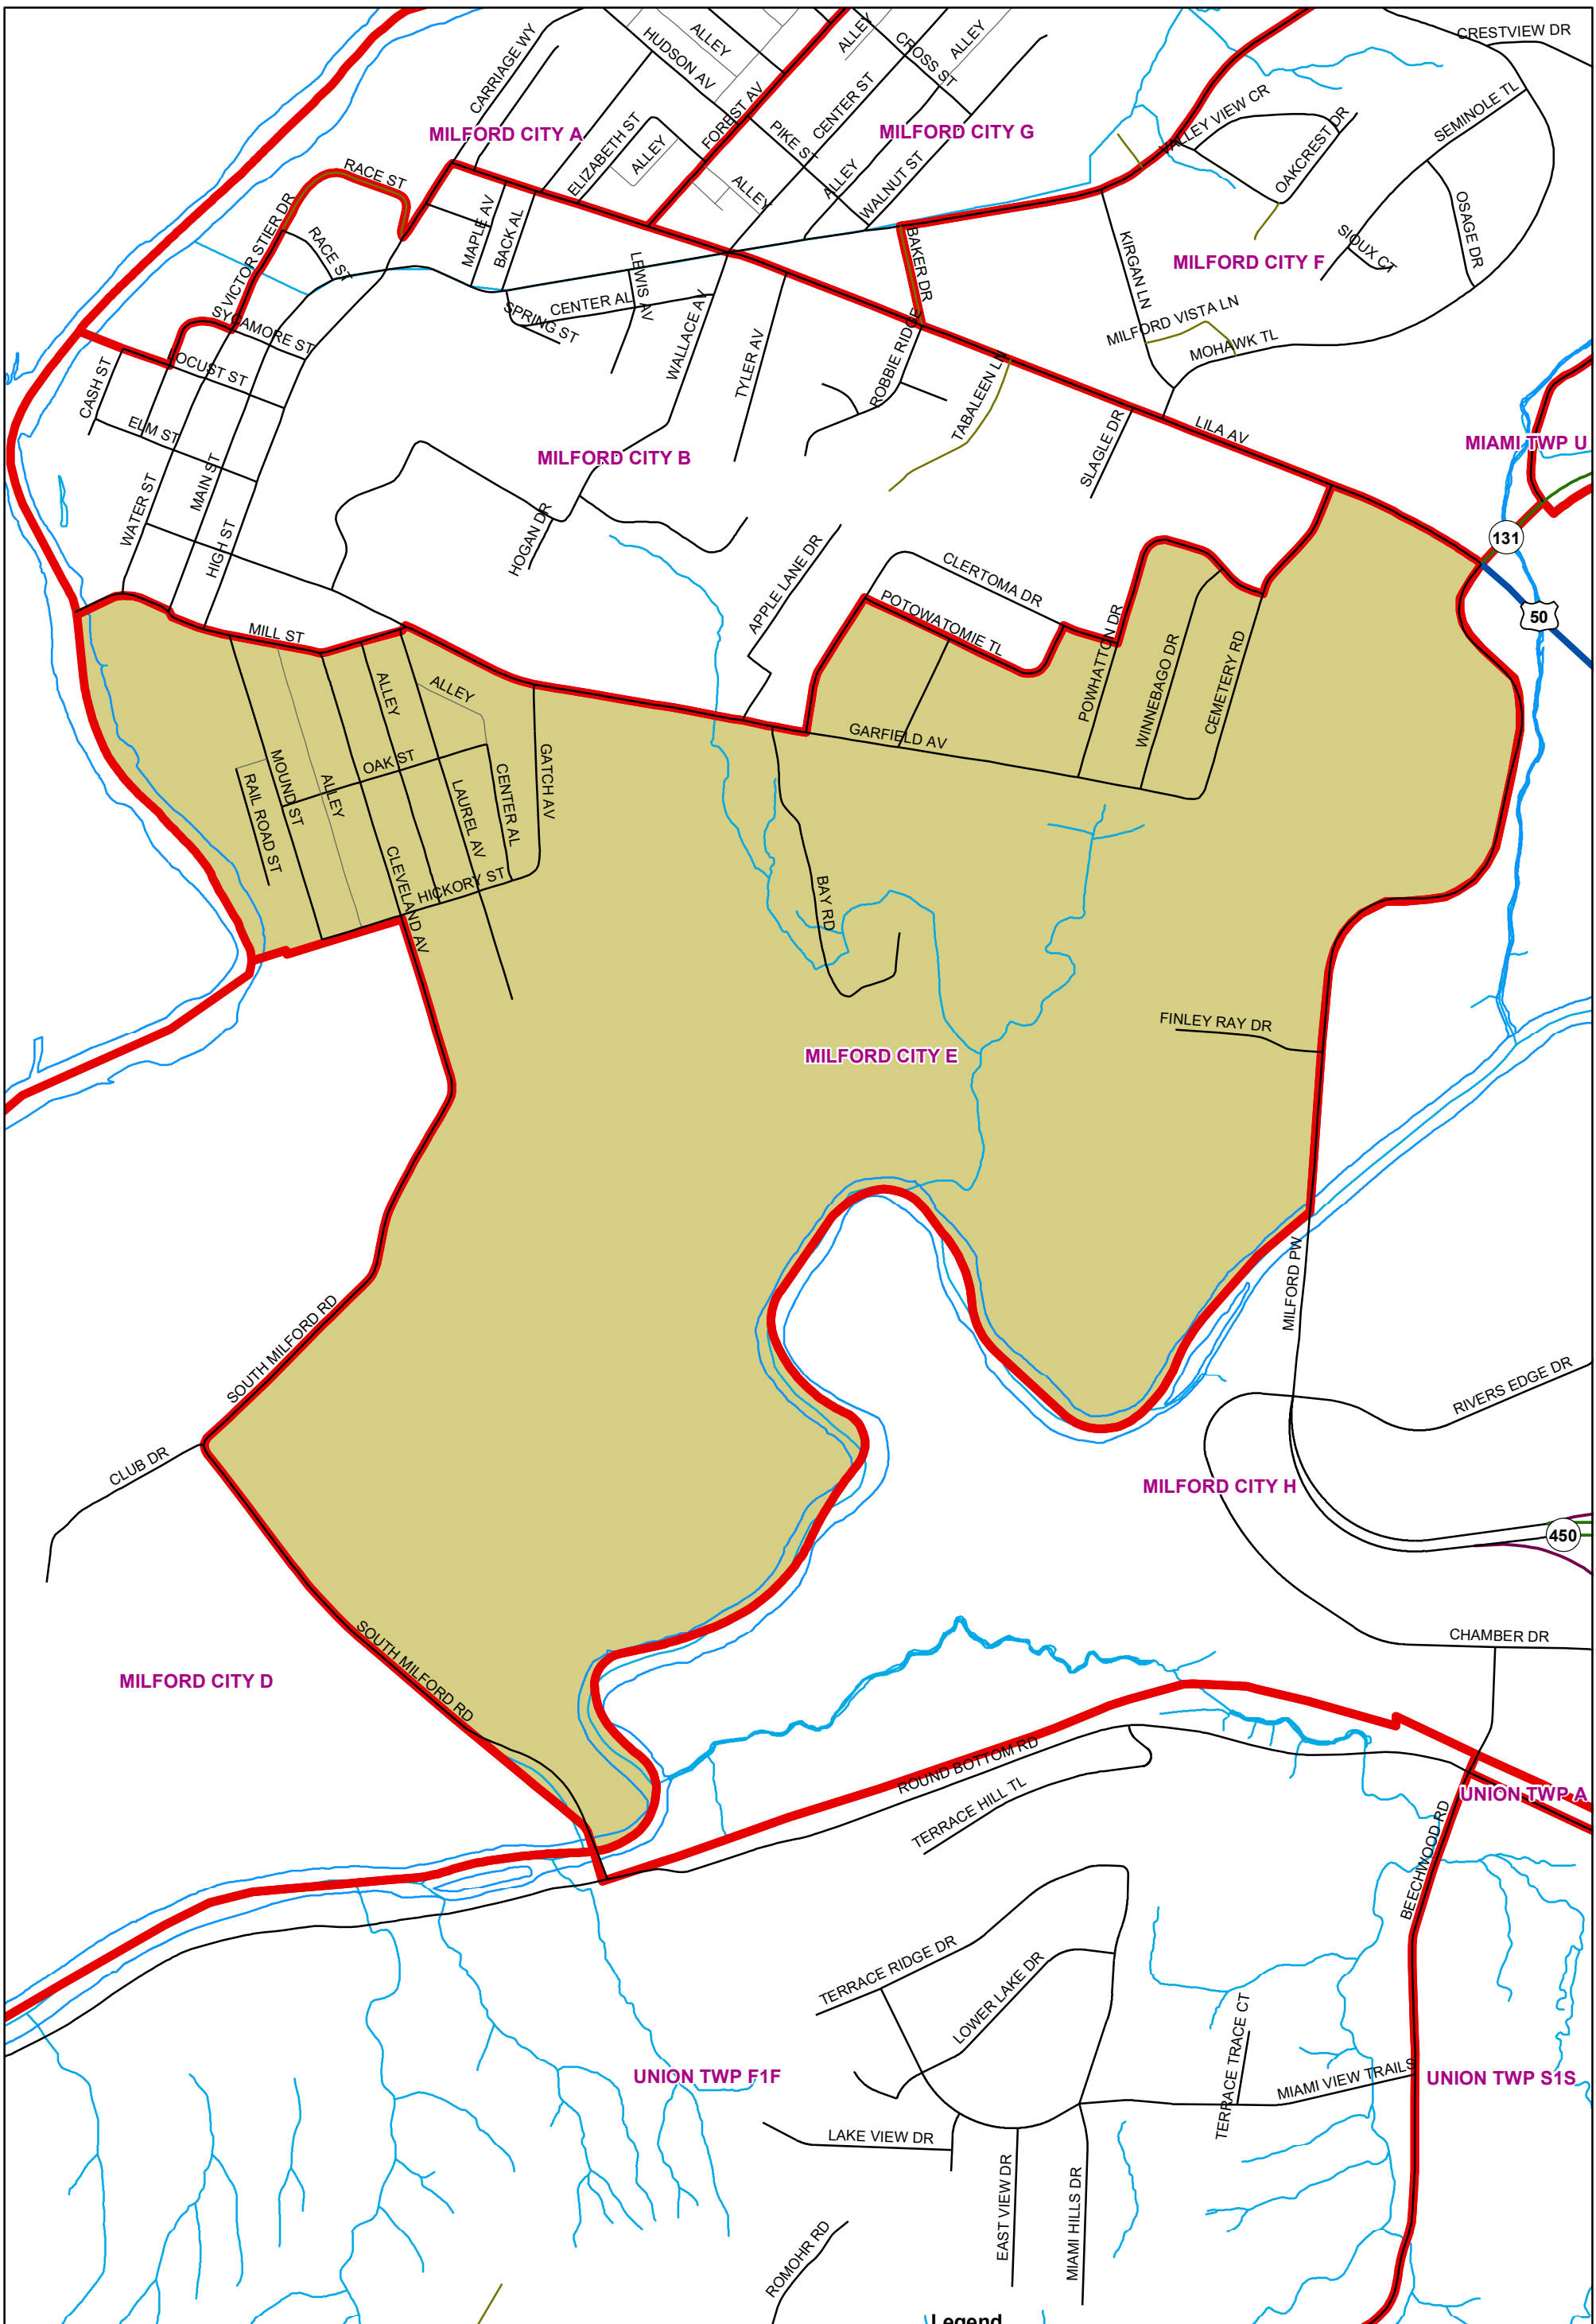 CRESTVIEW DR
ALLEY
ALLEY
ALLEY
HUDSON AV
CROSS ST
CARRIAGE WY
SEMINOLE TL
VALLEY VIEW CR
CENTER ST
FOREST AV
MILFORD CITY A
MILFORD CITY G
PIKE ST
ELIZABETH ST
ALLEY
OAKCREST DR
RACE ST
ALLEY
ALLEY
WALNUT ST
VICTOR STIER DR
MAPLE AV
BACK AL
RACE ST
BAKER DR
KIRGAN LN
OSAGE DR
SIOUX CT
MILFORD CITY F
LEWIS AV
CENTER AL
SPRING ST
SYCAMORE ST
WALLACE AV
MILFORD VISTA LN
MOHAWK TL
TYLER AV
ROBBIE RIDGE
LOCUST ST
CASH ST
TABALEEN L
ELM ST
LILA AV
MIAMI TWP U
MILFORD CITY B
SLAGLE DR
MAIN ST
WATER ST
HIGH ST
HOGAN DR
131
APPLE LANE DR
CLERTOMA DR
POTOWATOMIE TL
50
MILL ST
POWHATTON DR
WINNEBAGO DR
CEMETERY RD
ALLEY
ALLEY
GARFIELD AV
OAK ST
GATCH AV
MOUND ST
RAIL ROAD ST
ALLEY
CENTER AL
LAUREL AV
CLEVELAND AV
HICKORY ST
BAY RD
FINLEY RAY DR
MILFORD CITY E
MILFORD PW
SOUTH MILFORD RD
RIVERS EDGE DR
CLUB DR
MILFORD CITY H
450
CHAMBER DR
SOUTH MILFORD RD
MILFORD CITY D
ROUND BOTTOM RD
TERRACE HILL TL
UNION TWP A
BEECHWOOD RD
TERRACE RIDGE DR
LOWER LAKE DR
TERRACE TRACE CT
UNION TWP F1F
MIAMI VIEW TRAILS
UNION TWP S1S
LAKE VIEW DR
EAST VIEW DR
MIAMI HILLS DR
ROMOHR RD
Legend